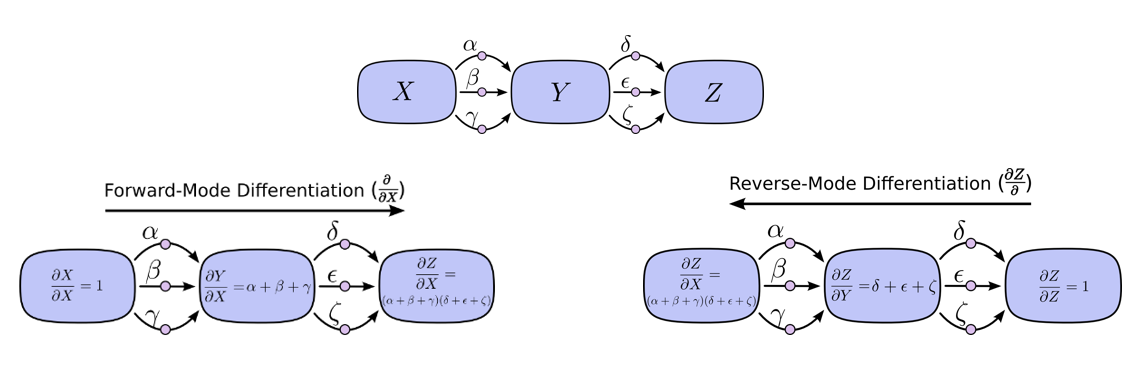 α δ
X β Y ϵ Z
γ ζ
Forward-Mode Differentiation (∂/∂X)
α δ
∂X/∂X = 1 β ∂Y/∂X = α + β + γ ϵ ∂Z/∂X =
(α + β + γ)(δ + ϵ + ζ)
γ ζ
Reverse-Mode Differentiation (∂Z/∂)
α δ
∂Z/∂X =
(α + β + γ)(δ + ϵ + ζ) β ∂Z/∂Y = δ + ϵ + ζ ϵ ∂Z/∂Z = 1
γ ζ